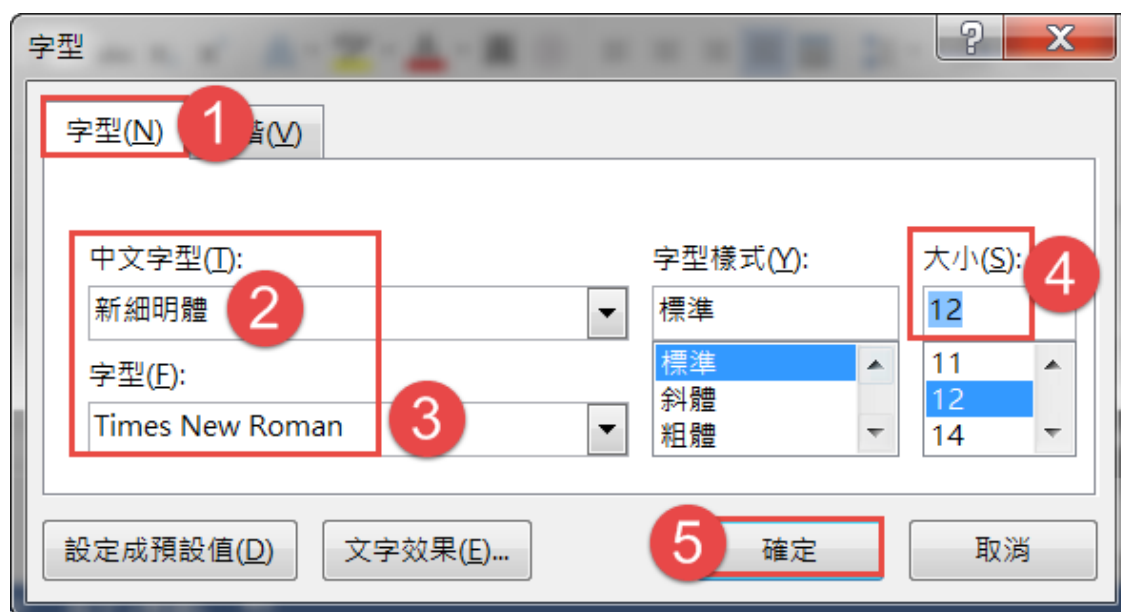 字型
字型(N)
1
(V)
中文字型(T):
字型樣式(Y):
大小(S):
4
新細明體
2
標準
12
字型(F):
標準
斜體
粗體
11
12
14
Times New Roman
3
設定成預設值(D)
文字效果(E)...
5
確定
取消